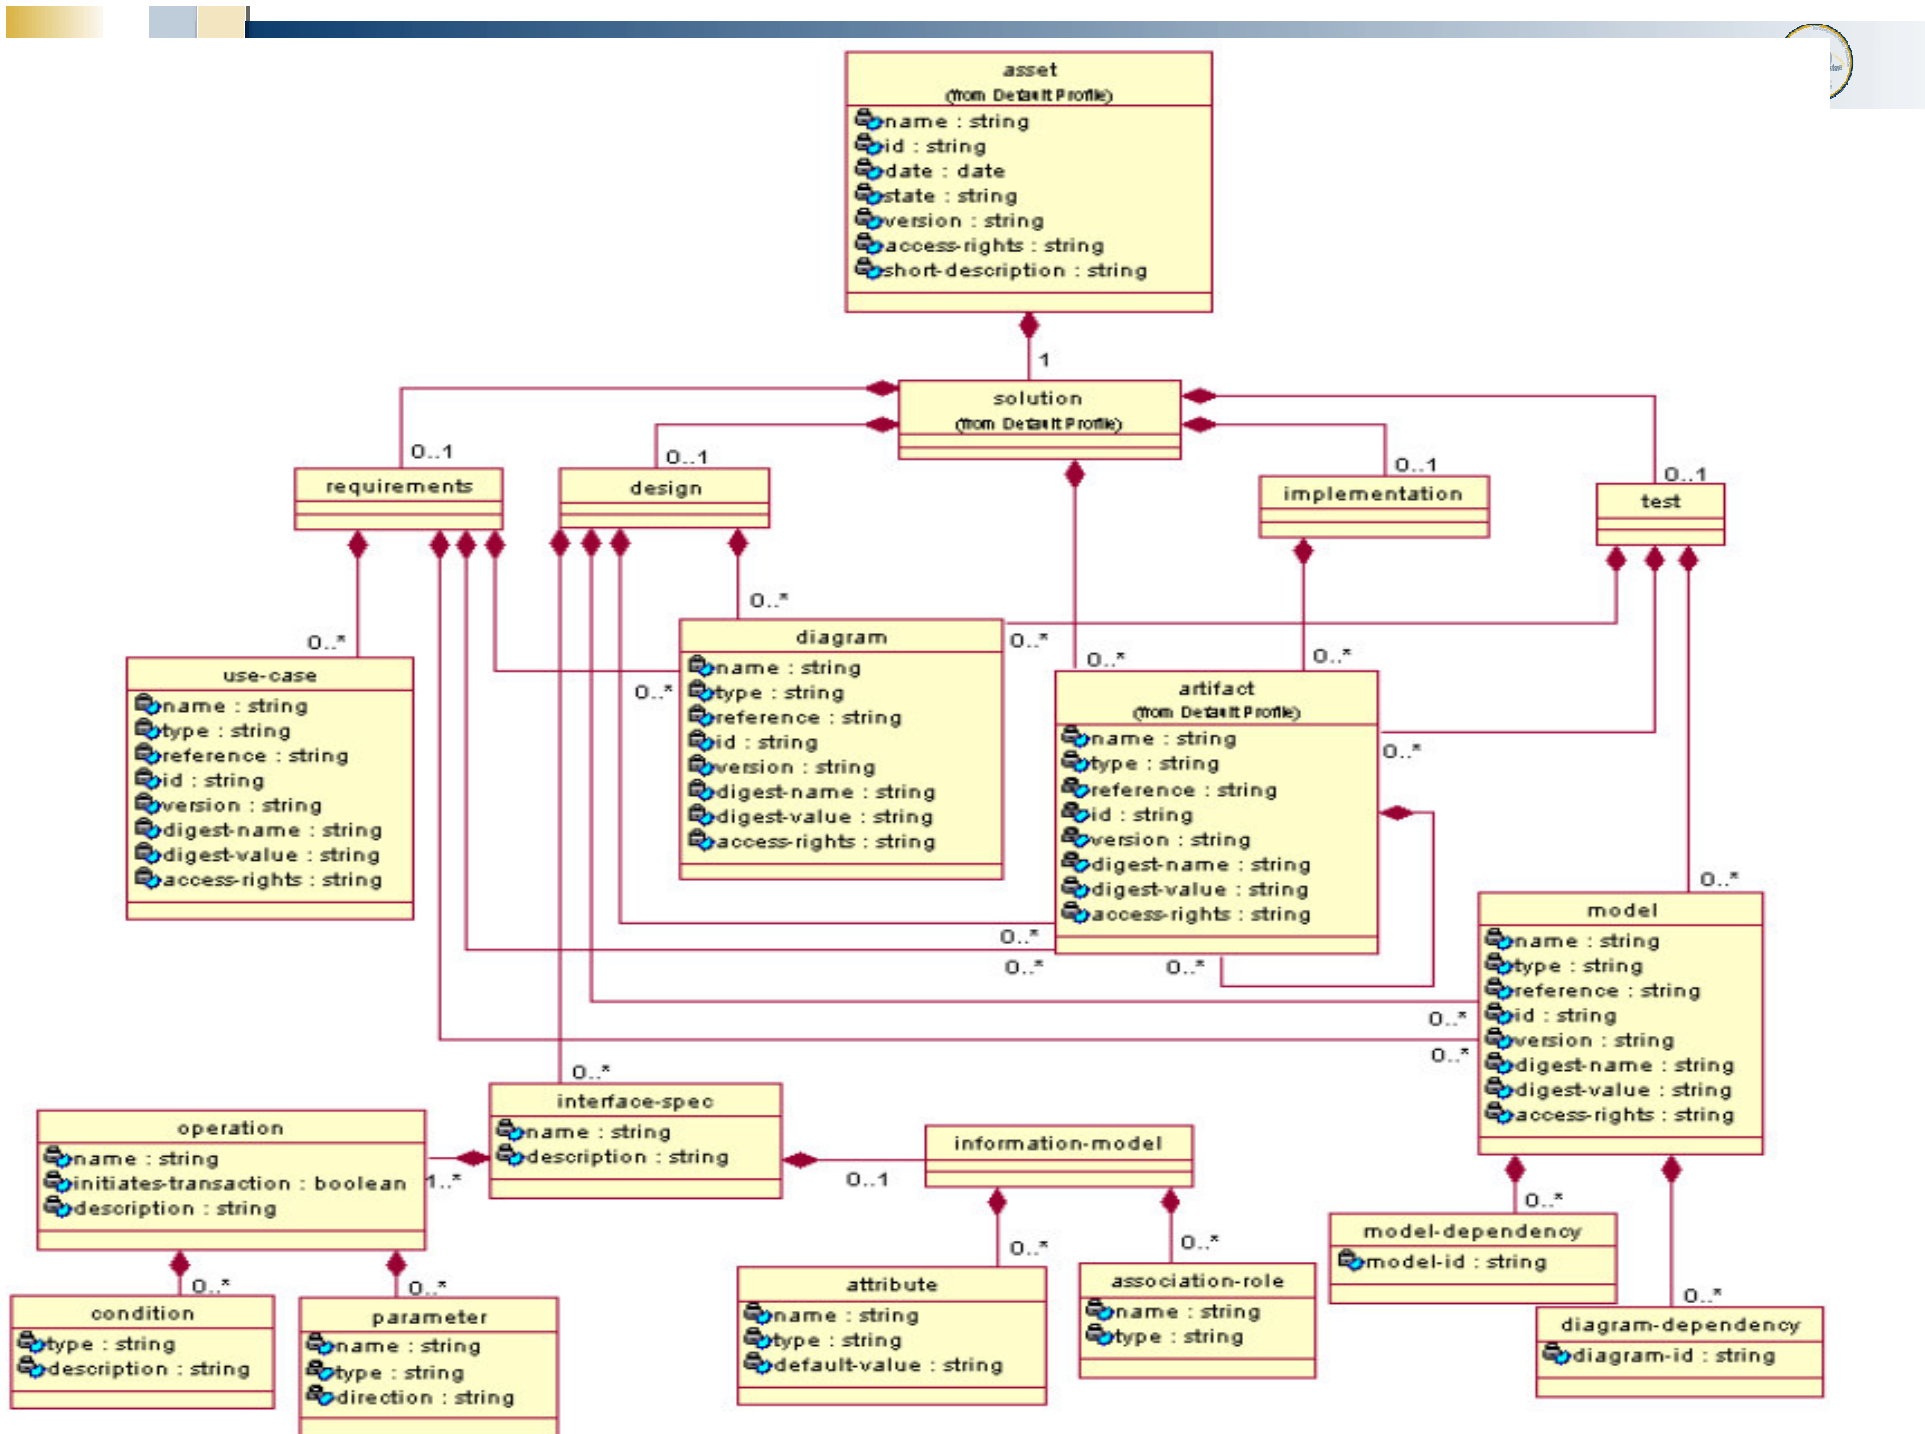 asset
(from Default Profile)
name : string
id : string
date : date
state : string
version : string
access-rights : string
short-description : string
1
solution
(from Default Profile)
0..1
requirements
0..1
design
0..1
implementation
0..1
test
0..*
use-case
name : string
type : string
reference : string
id : string
version : string
digest-name : string
digest-value : string
access-rights : string
0..*
0..*
0..*
diagram
name : string
type : string
reference : string
id : string
version : string
digest-name : string
digest-value : string
access-rights : string
0..*
0..*
0..*
artifact
(from Default Profile)
name : string
type : string
reference : string
id : string
version : string
digest-name : string
digest-value : string
access-rights : string
0..*
0..*
0..*
0..*
model
name : string
type : string
reference : string
id : string
version : string
digest-name : string
digest-value : string
access-rights : string
0..*
0..*
0..*
interface-spec
name : string
description : string
1..*
operation
name : string
initiates-transaction : boolean
description : string
0..1
information-model
0..*
condition
type : string
description : string
0..*
parameter
name : string
type : string
direction : string
0..*
attribute
name : string
type : string
default-value : string
0..*
association-role
name : string
type : string
0..*
model-dependency
model-id : string
0..*
diagram-dependency
diagram-id : string